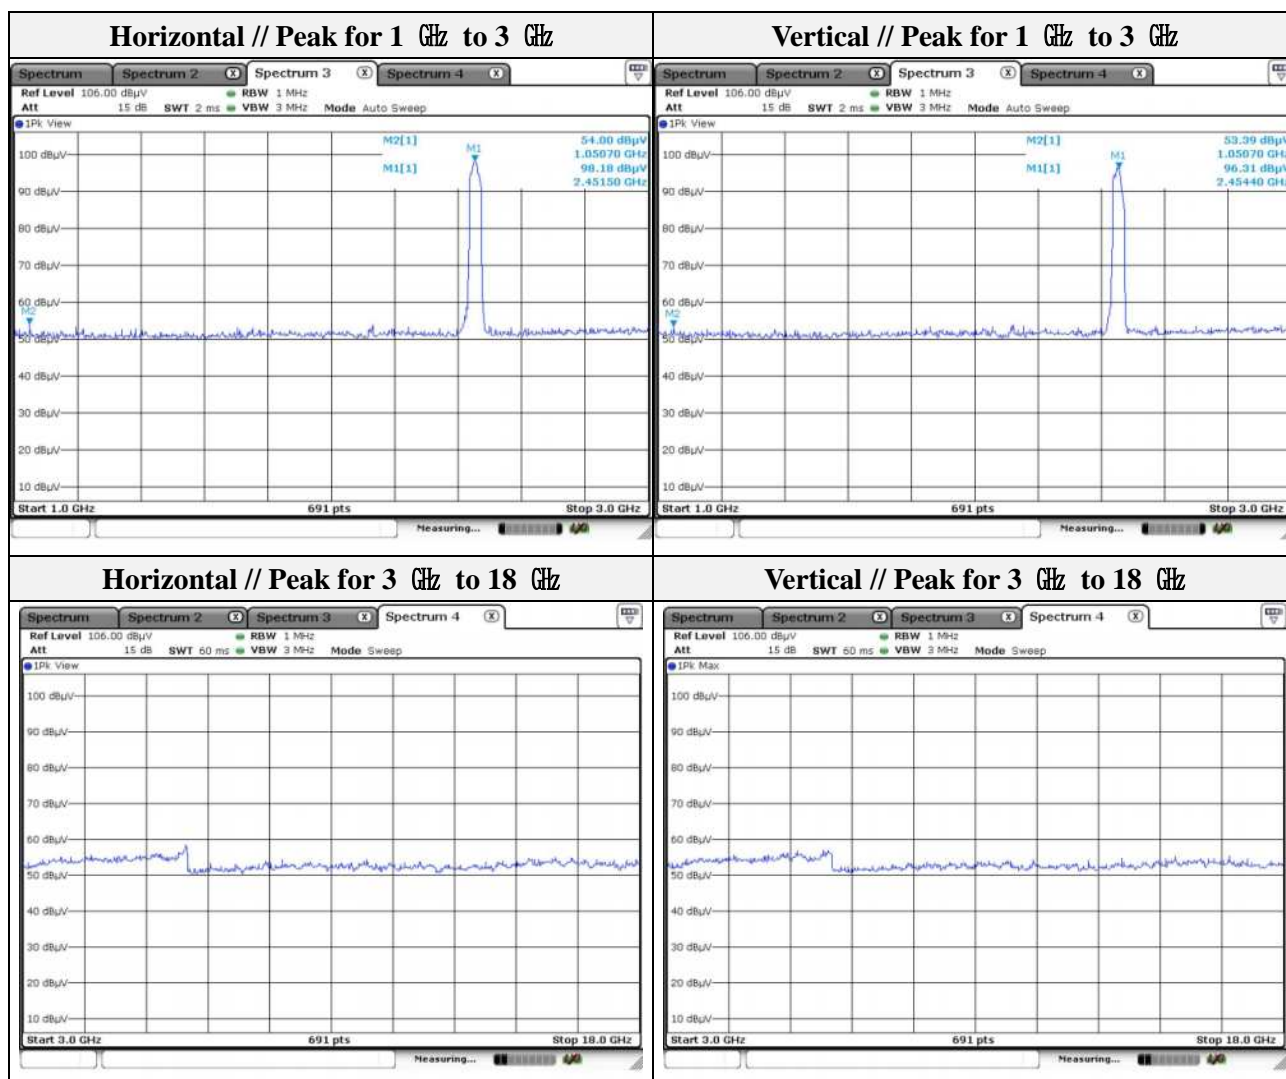 Horizontal // Peak for 1 ㎓ to 3 ㎓
Spectrum Spectrum 2 X Spectrum 3 X Spectrum 4 X
Ref Level 106.00 dBµV RBW 1 MHz
Att 15 dB SWT 2 ms VBW 3 MHz Mode Auto Sweep
1Pk View
M2[1] 54.00 dBµV
1.05070 GHz
M1[1] 98.18 dBµV
2.45150 GHz
M1
100 dBµV
90 dBµV
80 dBµV
70 dBµV
60 dBµV
M2
50 dBµV
40 dBµV
30 dBµV
20 dBµV
10 dBµV
Start 1.0 GHz 691 pts Stop 3.0 GHz
Measuring...
Vertical // Peak for 1 ㎓ to 3 ㎓
Spectrum Spectrum 2 X Spectrum 3 X Spectrum 4 X
Ref Level 106.00 dBµV RBW 1 MHz
Att 15 dB SWT 2 ms VBW 3 MHz Mode Auto Sweep
1Pk View
M2[1] 53.39 dBµV
1.05070 GHz
M1[1] 96.31 dBµV
2.45440 GHz
M1
100 dBµV
90 dBµV
80 dBµV
70 dBµV
60 dBµV
M2
50 dBµV
40 dBµV
30 dBµV
20 dBµV
10 dBµV
Start 1.0 GHz 691 pts Stop 3.0 GHz
Measuring...
Horizontal // Peak for 3 ㎓ to 18 ㎓
Spectrum Spectrum 2 X Spectrum 3 X Spectrum 4 X
Ref Level 106.00 dBµV RBW 1 MHz
Att 15 dB SWT 60 ms VBW 3 MHz Mode Sweep
1Pk View
100 dBµV
90 dBµV
80 dBµV
70 dBµV
60 dBµV
50 dBµV
40 dBµV
30 dBµV
20 dBµV
10 dBµV
Start 3.0 GHz 691 pts Stop 18.0 GHz
Measuring...
Vertical // Peak for 3 ㎓ to 18 ㎓
Spectrum Spectrum 2 X Spectrum 3 X Spectrum 4 X
Ref Level 106.00 dBµV RBW 1 MHz
Att 15 dB SWT 60 ms VBW 3 MHz Mode Sweep
1Pk Max
100 dBµV
90 dBµV
80 dBµV
70 dBµV
60 dBµV
50 dBµV
40 dBµV
30 dBµV
20 dBµV
10 dBµV
Start 3.0 GHz 691 pts Stop 18.0 GHz
Measuring...